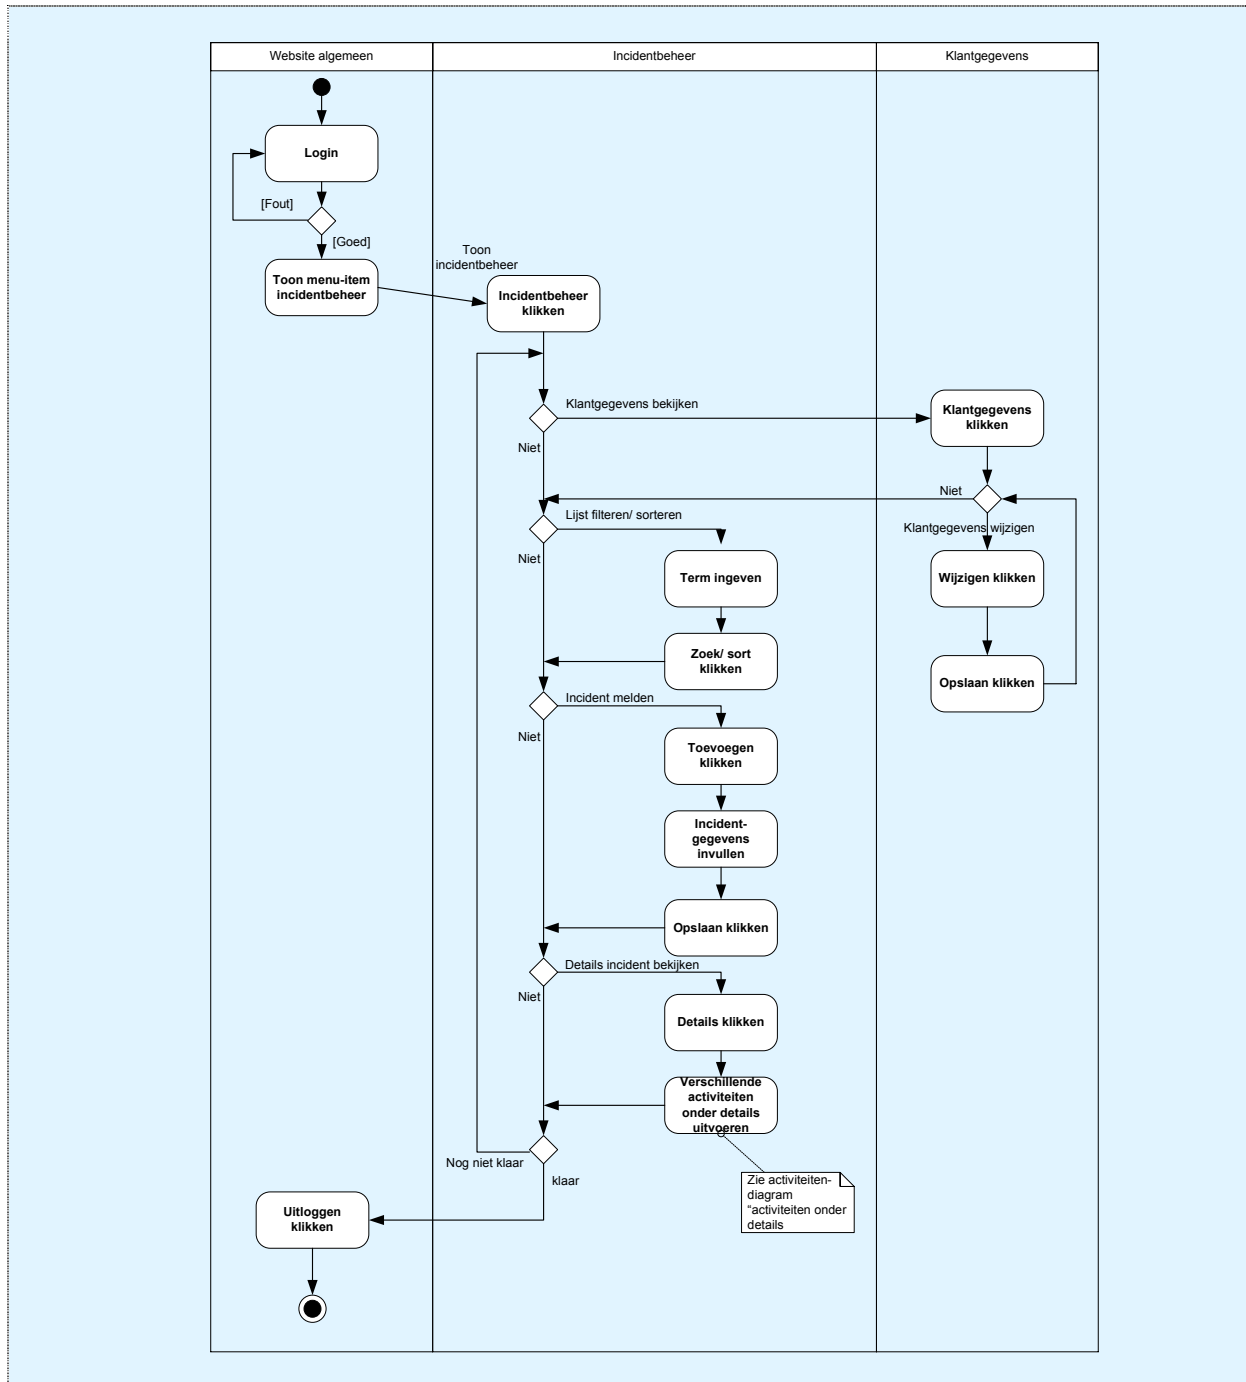 Website algemeen
Incidentbeheer
Klantgegevens
Login
[Fout]
[Goed]
Toon menu-item
incidentbeheer
Toon
incidentbeheer
Incidentbeheer
klikken
Klantgegevens bekijken
Niet
Klantgegevens
klikken
Niet
Klantgegevens wijzigen
Wijzigen klikken
Opslaan klikken
Lijst filteren/ sorteren
Niet
Term ingeven
Zoek/ sort
klikken
Incident melden
Niet
Toevoegen
klikken
Incident-
gegevens
invullen
Opslaan klikken
Details incident bekijken
Niet
Details klikken
Verschillende
activiteiten
onder details
uitvoeren
Nog niet klaar
klaar
Zie activiteiten-
diagram
“activiteiten onder
details
Uitloggen
klikken